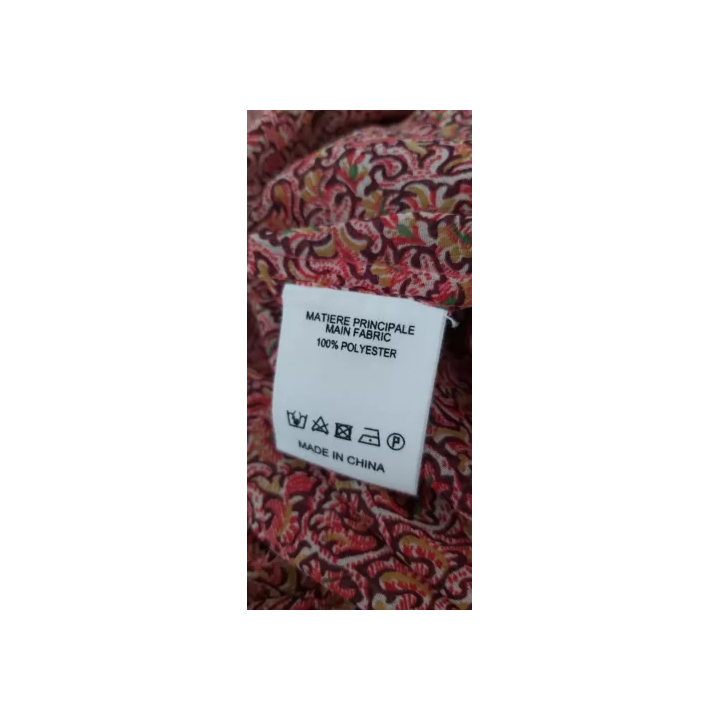 MATIERE PRINCIPALE
MAIN FABRIC
100% POLYESTER
P
MADE IN CHINA